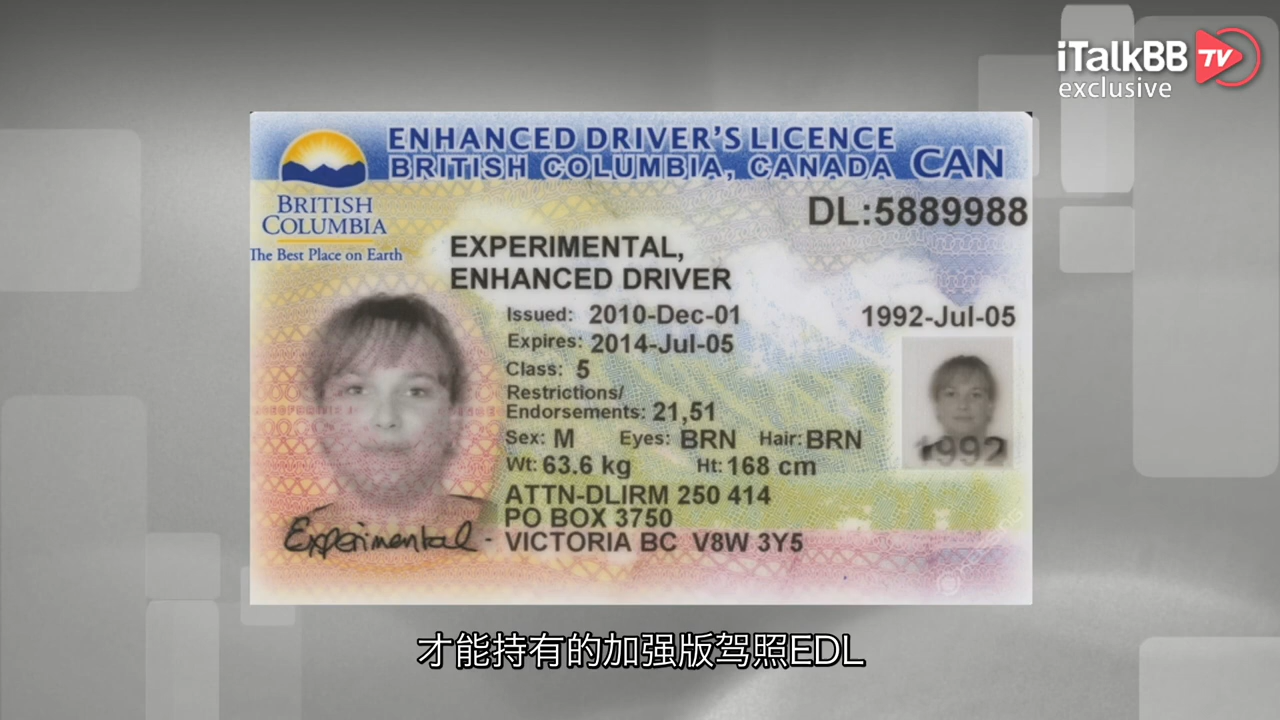 iTalkBB TV
exclusive
ENHANCED DRIVER'S LICENCE
BRITISH COLUMBIA, CANADA CAN
BRITISH
COLUMBIA
The Best Place on Earth
DL:5889988
EXPERIMENTAL,
ENHANCED DRIVER
Issued: 2010-Dec-01
1992-Jul-05
Expires: 2014-Jul-05
Class: 5
Restrictions/
Endorsements: 21,51
Sex: M Eyes: BRN Hair: BRN
1992
Wt: 63.6 kg Ht: 168 cm
ATTN-DLIRM 250 414
PO BOX 3750
Experimental -
VICTORIA BC V8W 3Y5
才能持有的加强版驾照EDL